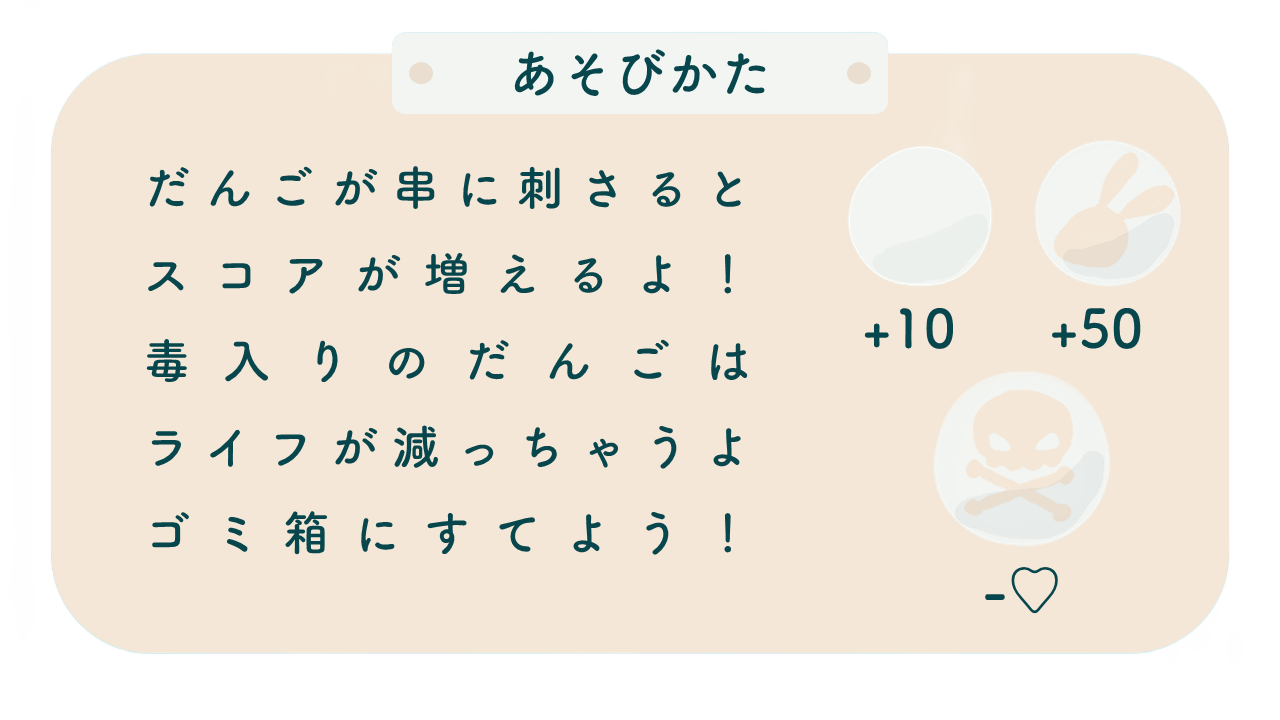 あそびかた
だんごが串に刺さると
スコアが増えるよ！
毒入りのだんごは
ライフが減っちゃうよ
ゴミ箱にすてよう！
+10
+50
-♡